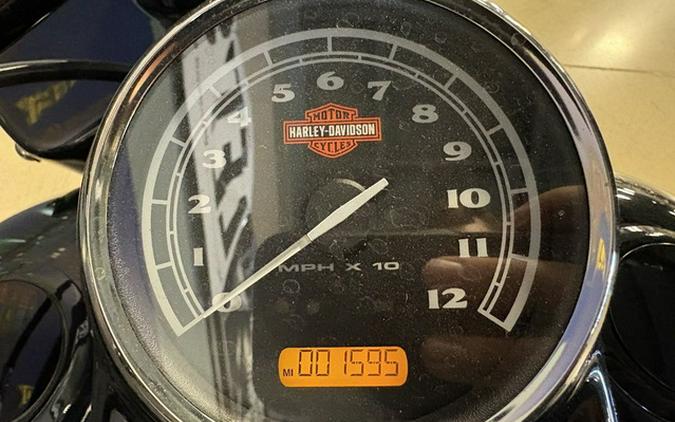 6
5 7
4 8
MOTOR
HARLEY-DAVIDSON
CYCLES
3 9
2 10
1 11
MPH X 10
0 12
MI 001595